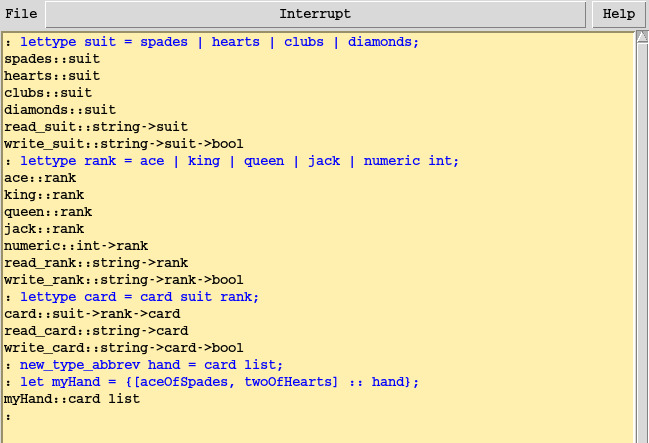 File Interrupt Help
: lettype suit = spades | hearts | clubs | diamonds;
spades::suit
hearts::suit
clubs::suit
diamonds::suit
read_suit::string->suit
write_suit::string->suit->bool
: lettype rank = ace | king | queen | jack | numeric int;
ace::rank
king::rank
queen::rank
jack::rank
numeric::int->rank
read_rank::string->rank
write_rank::string->rank->bool
: lettype card = card suit rank;
card::suit->rank->card
read_card::string->card
write_card::string->card->bool
: new_type_abbrev hand = card list;
: let myHand = {[aceOfSpades, twoOfHearts] :: hand};
myHand::card list
: